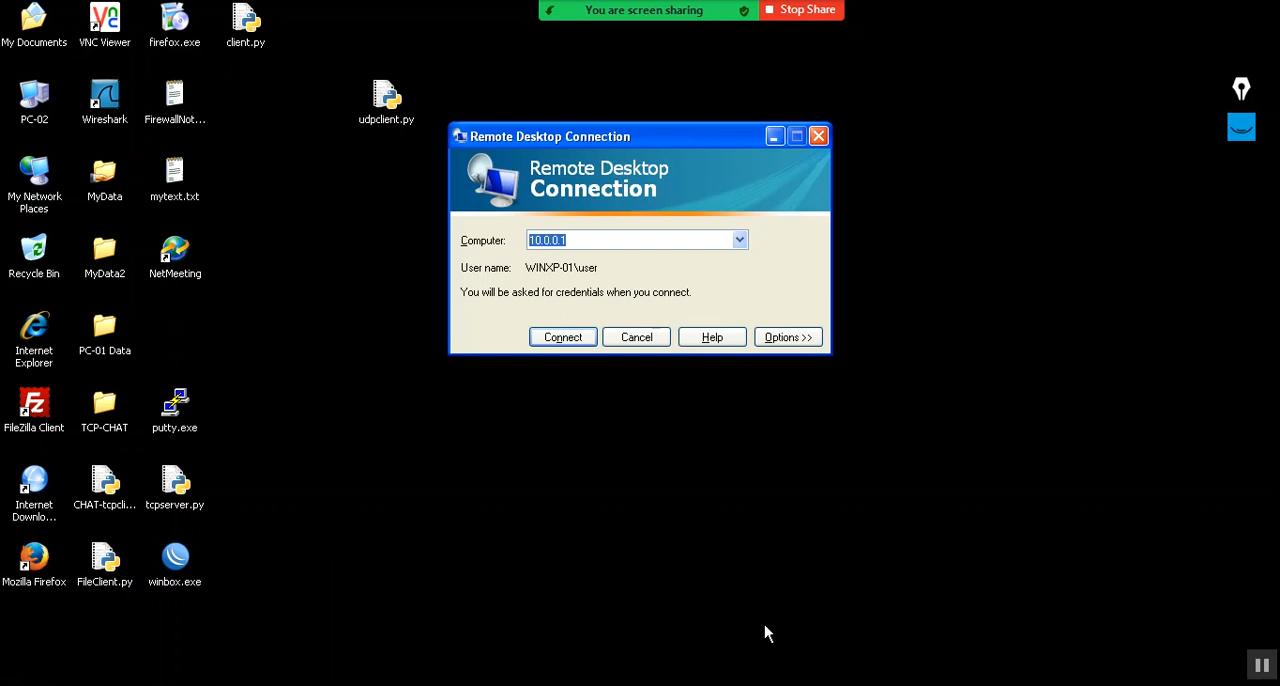 You are screen sharing
Stop Share
My Documents
VNC Viewer
firefox.exe
client.py
PC-02
Wireshark
FirewallNot...
udpclient.py
My Network
Places
MyData
mytext.txt
Recycle Bin
MyData2
NetMeeting
Internet
Explorer
PC-01 Data
FileZilla Client
TCP-CHAT
putty.exe
Internet
Downlo...
CHAT-tcpcli...
tcpserver.py
Mozilla Firefox
FileClient.py
winbox.exe
Remote Desktop Connection
Remote Desktop
Connection
Computer: 10.0.0.1
User name: WINXP-01\user
You will be asked for credentials when you connect.
Connect
Cancel
Help
Options >>